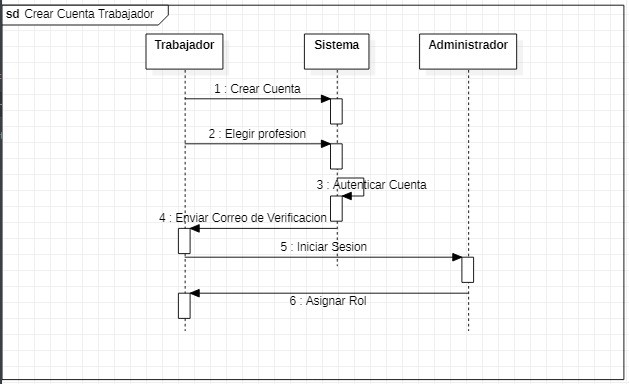 sd Crear Cuenta Trabajador
Trabajador
Sistema
Administrador
1 : Crear Cuenta
2 : Elegir profesion
3 : Autenticar Cuenta
4 : Enviar Correo de Verificacion
5 : Iniciar Sesion
6 : Asignar Rol